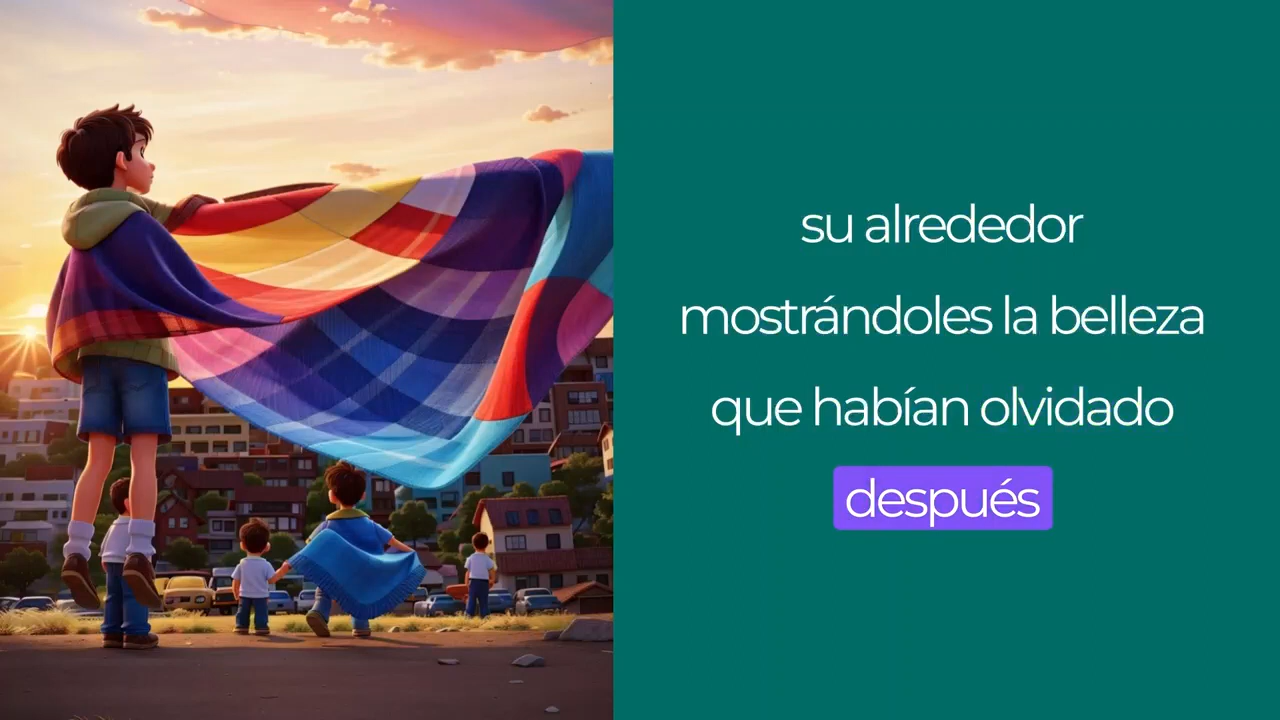 su alrededor
mostrándoles la belleza
que habían olvidado
después